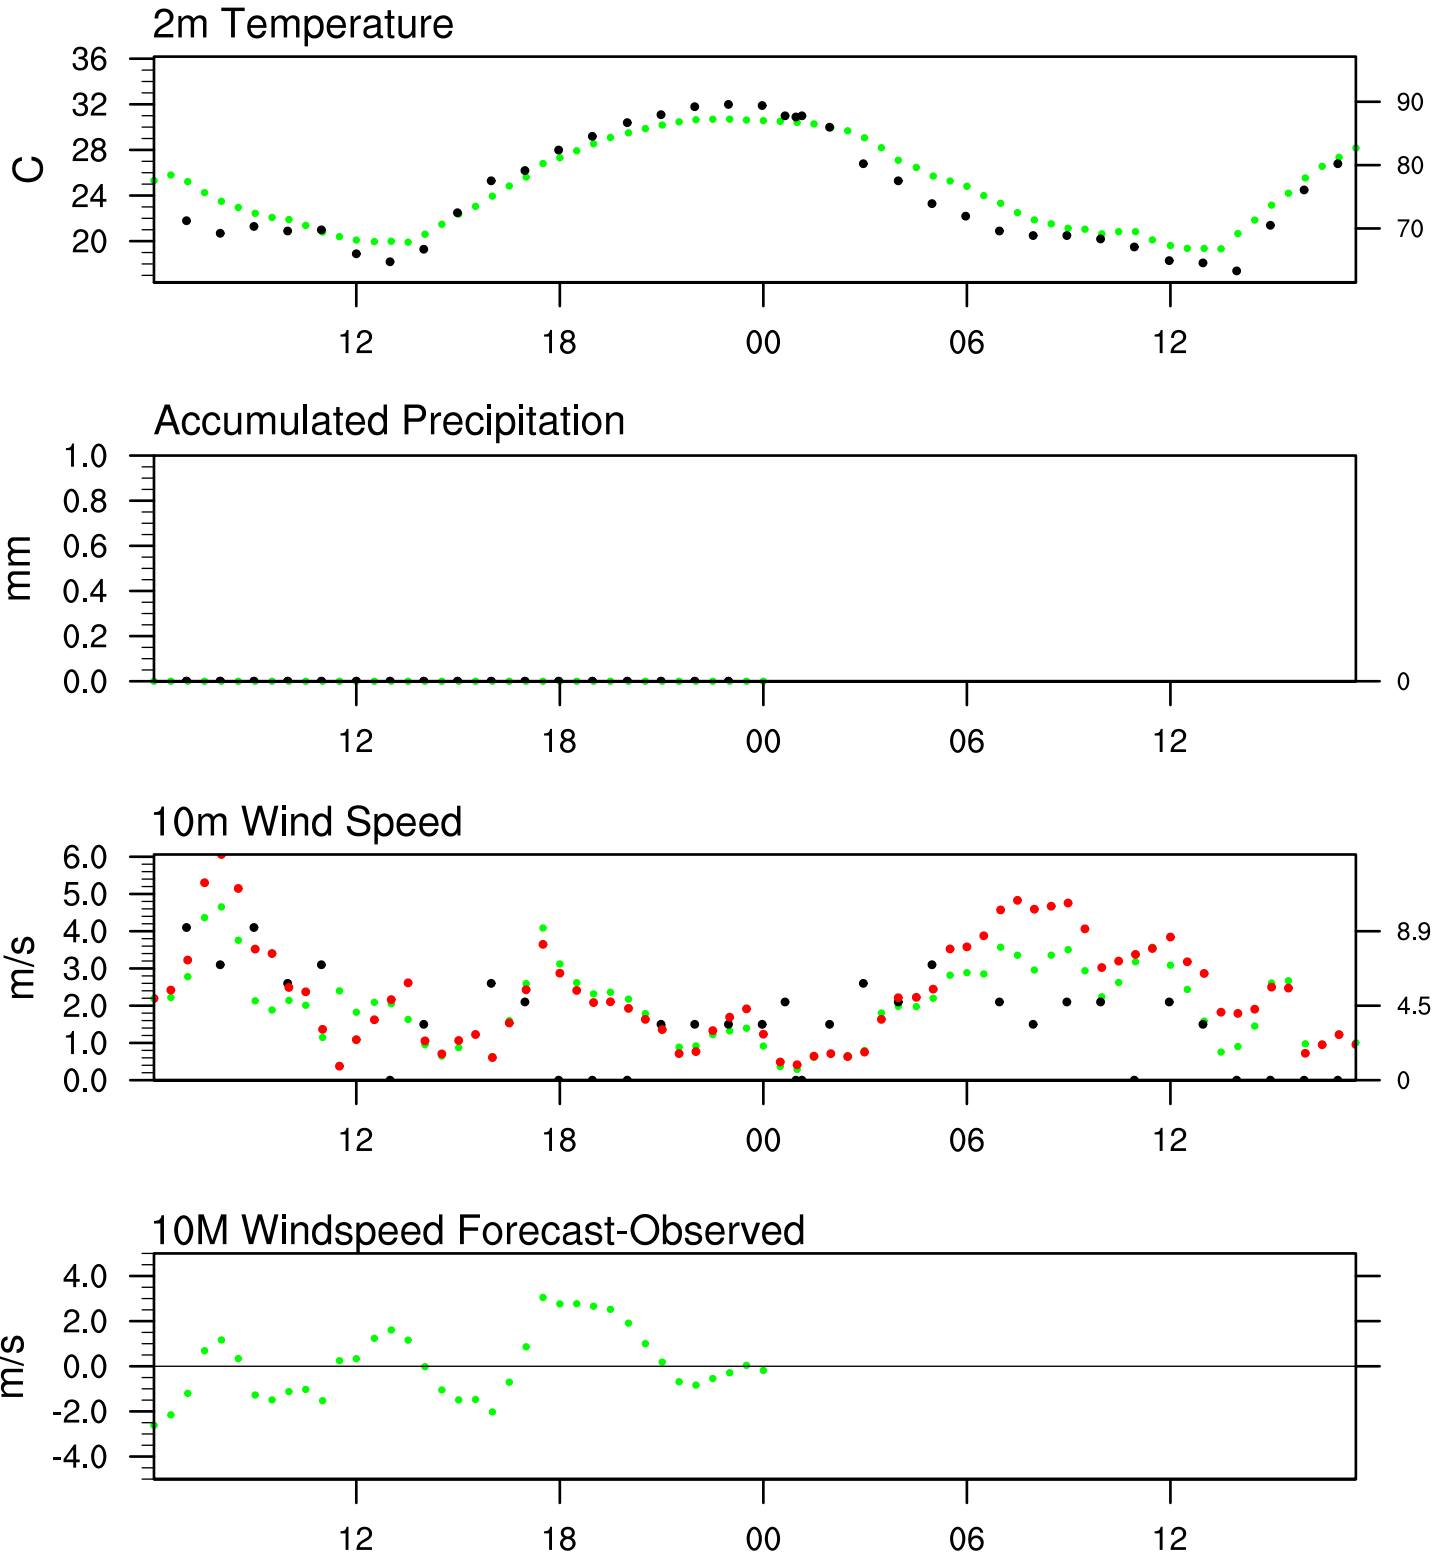 2m Temperature
36
32
28
24
20
C
90
80
70
12 18 00 06 12
Accumulated Precipitation
1.0
0.8
0.6
0.4
0.2
0.0
mm
0
12 18 00 06 12
10m Wind Speed
6.0
5.0
4.0
3.0
2.0
1.0
0.0
m/s
8.9
4.5
0
12 18 00 06 12
10M Windspeed Forecast-Observed
4.0
2.0
0.0
-2.0
-4.0
m/s
12 18 00 06 12